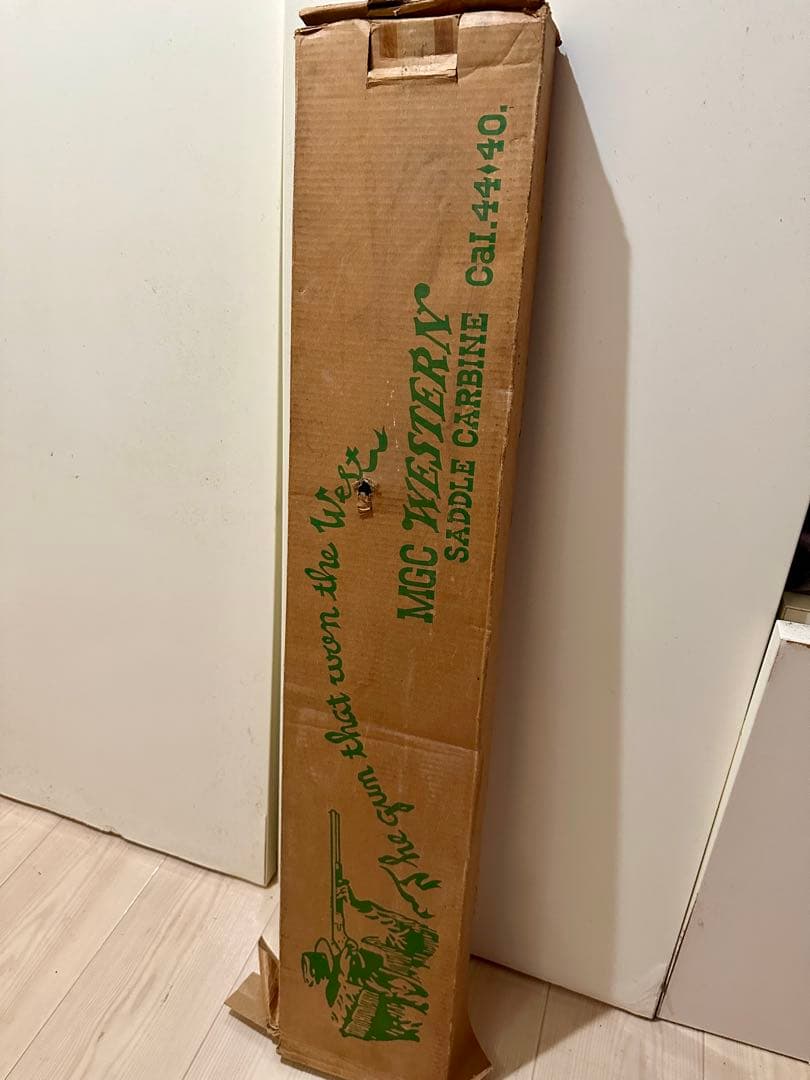 The gun that won the West
MGC WESTERN
SADDLE CARBINE Cal.44♦40.